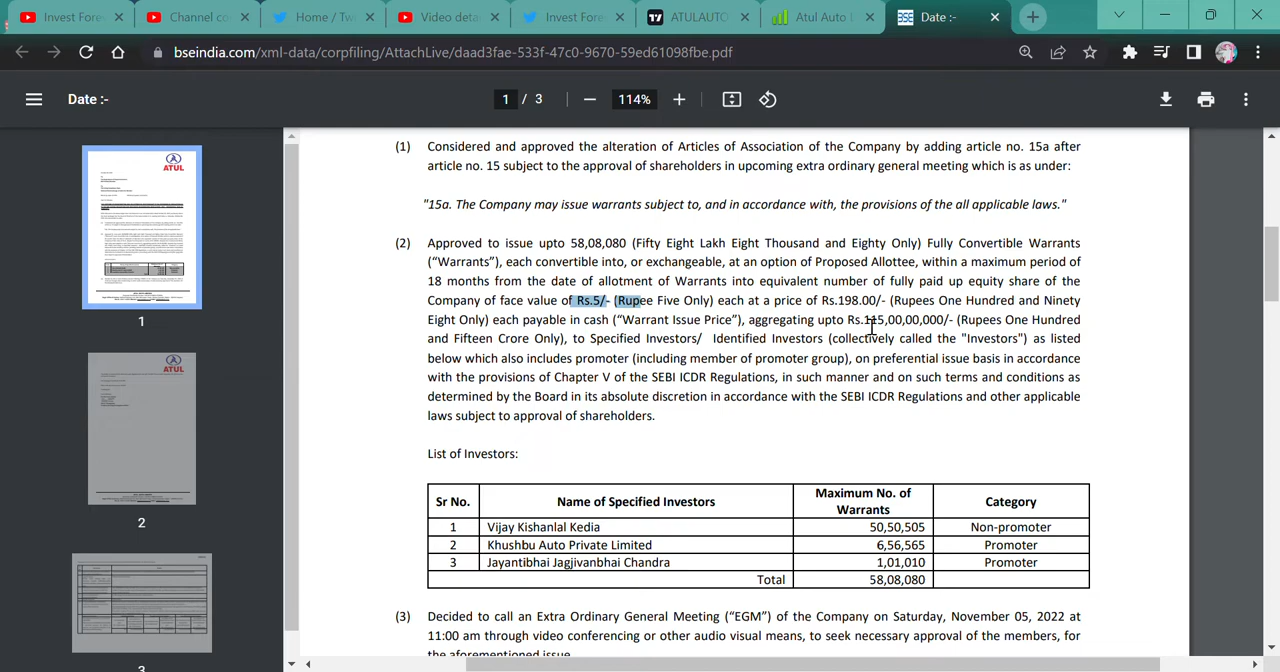 Invest Fore
Channel co
Home / Tw
Video deta
Invest Fore
ATULAUTO
Atul Auto
Date :-
bseindia.com/xml-data/corpfiling/AttachLive/daad3fae-533f-47c0-9670-59ed61098fbe.pdf
Date :-
1 / 3
114%
ATUL
1
ATUL
2
3
(1) Considered and approved the alteration of Articles of Association of the Company by adding article no. 15a after
article no. 15 subject to the approval of shareholders in upcoming extra ordinary general meeting which is as under:
"15a. The Company may issue warrants subject to, and in accordance with, the provisions of the all applicable laws."
(2) Approved to issue upto 58,08,080 (Fifty Eight Lakh Eight Thousand and Eighty Only) Fully Convertible Warrants
(“Warrants”), each convertible into, or exchangeable, at an option of Proposed Allottee, within a maximum period of
18 months from the date of allotment of Warrants into equivalent number of fully paid up equity share of the
Company of face value of Rs.5/- (Rupee Five Only) each at a price of Rs.198.00/- (Rupees One Hundred and Ninety
Eight Only) each payable in cash (“Warrant Issue Price”), aggregating upto Rs.115,00,00,000/- (Rupees One Hundred
and Fifteen Crore Only), to Specified Investors/ Identified Investors (collectively called the "Investors") as listed
below which also includes promoter (including member of promoter group), on preferential issue basis in accordance
with the provisions of Chapter V of the SEBI ICDR Regulations, in such manner and on such terms and conditions as
determined by the Board in its absolute discretion in accordance with the SEBI ICDR Regulations and other applicable
laws subject to approval of shareholders.
List of Investors:
Sr No. Name of Specified Investors Maximum No. of Warrants Category
1 Vijay Kishanlal Kedia 50,50,505 Non-promoter
2 Khushbu Auto Private Limited 6,56,565 Promoter
3 Jayantibhai Jagjivanbhai Chandra 1,01,010 Promoter
Total 58,08,080
(3) Decided to call an Extra Ordinary General Meeting (“EGM”) of the Company on Saturday, November 05, 2022 at
11:00 am through video conferencing or other audio visual means, to seek necessary approval of the members, for
the aforementioned issue